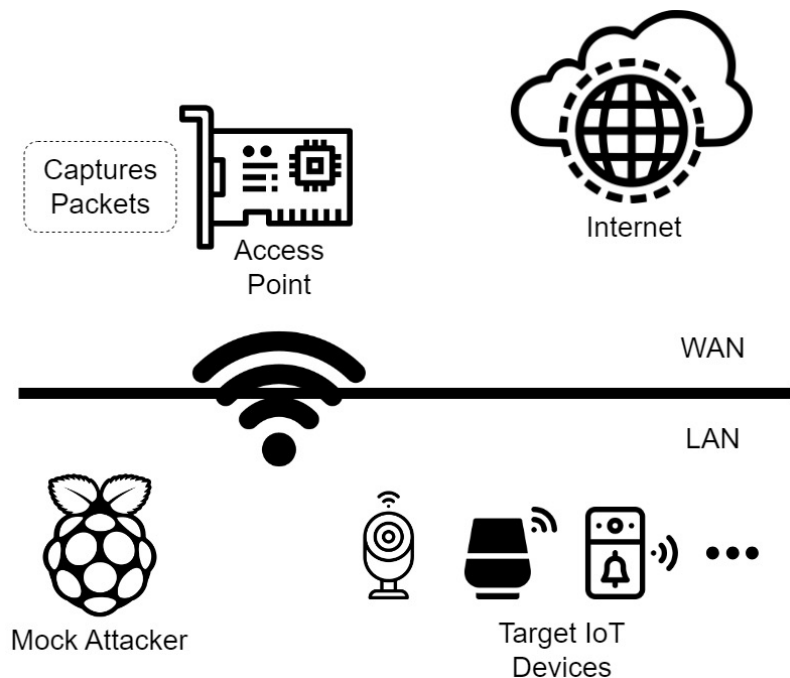 Captures
Packets
Access
Point
Internet
WAN
LAN
Mock Attacker
Target IoT
Devices